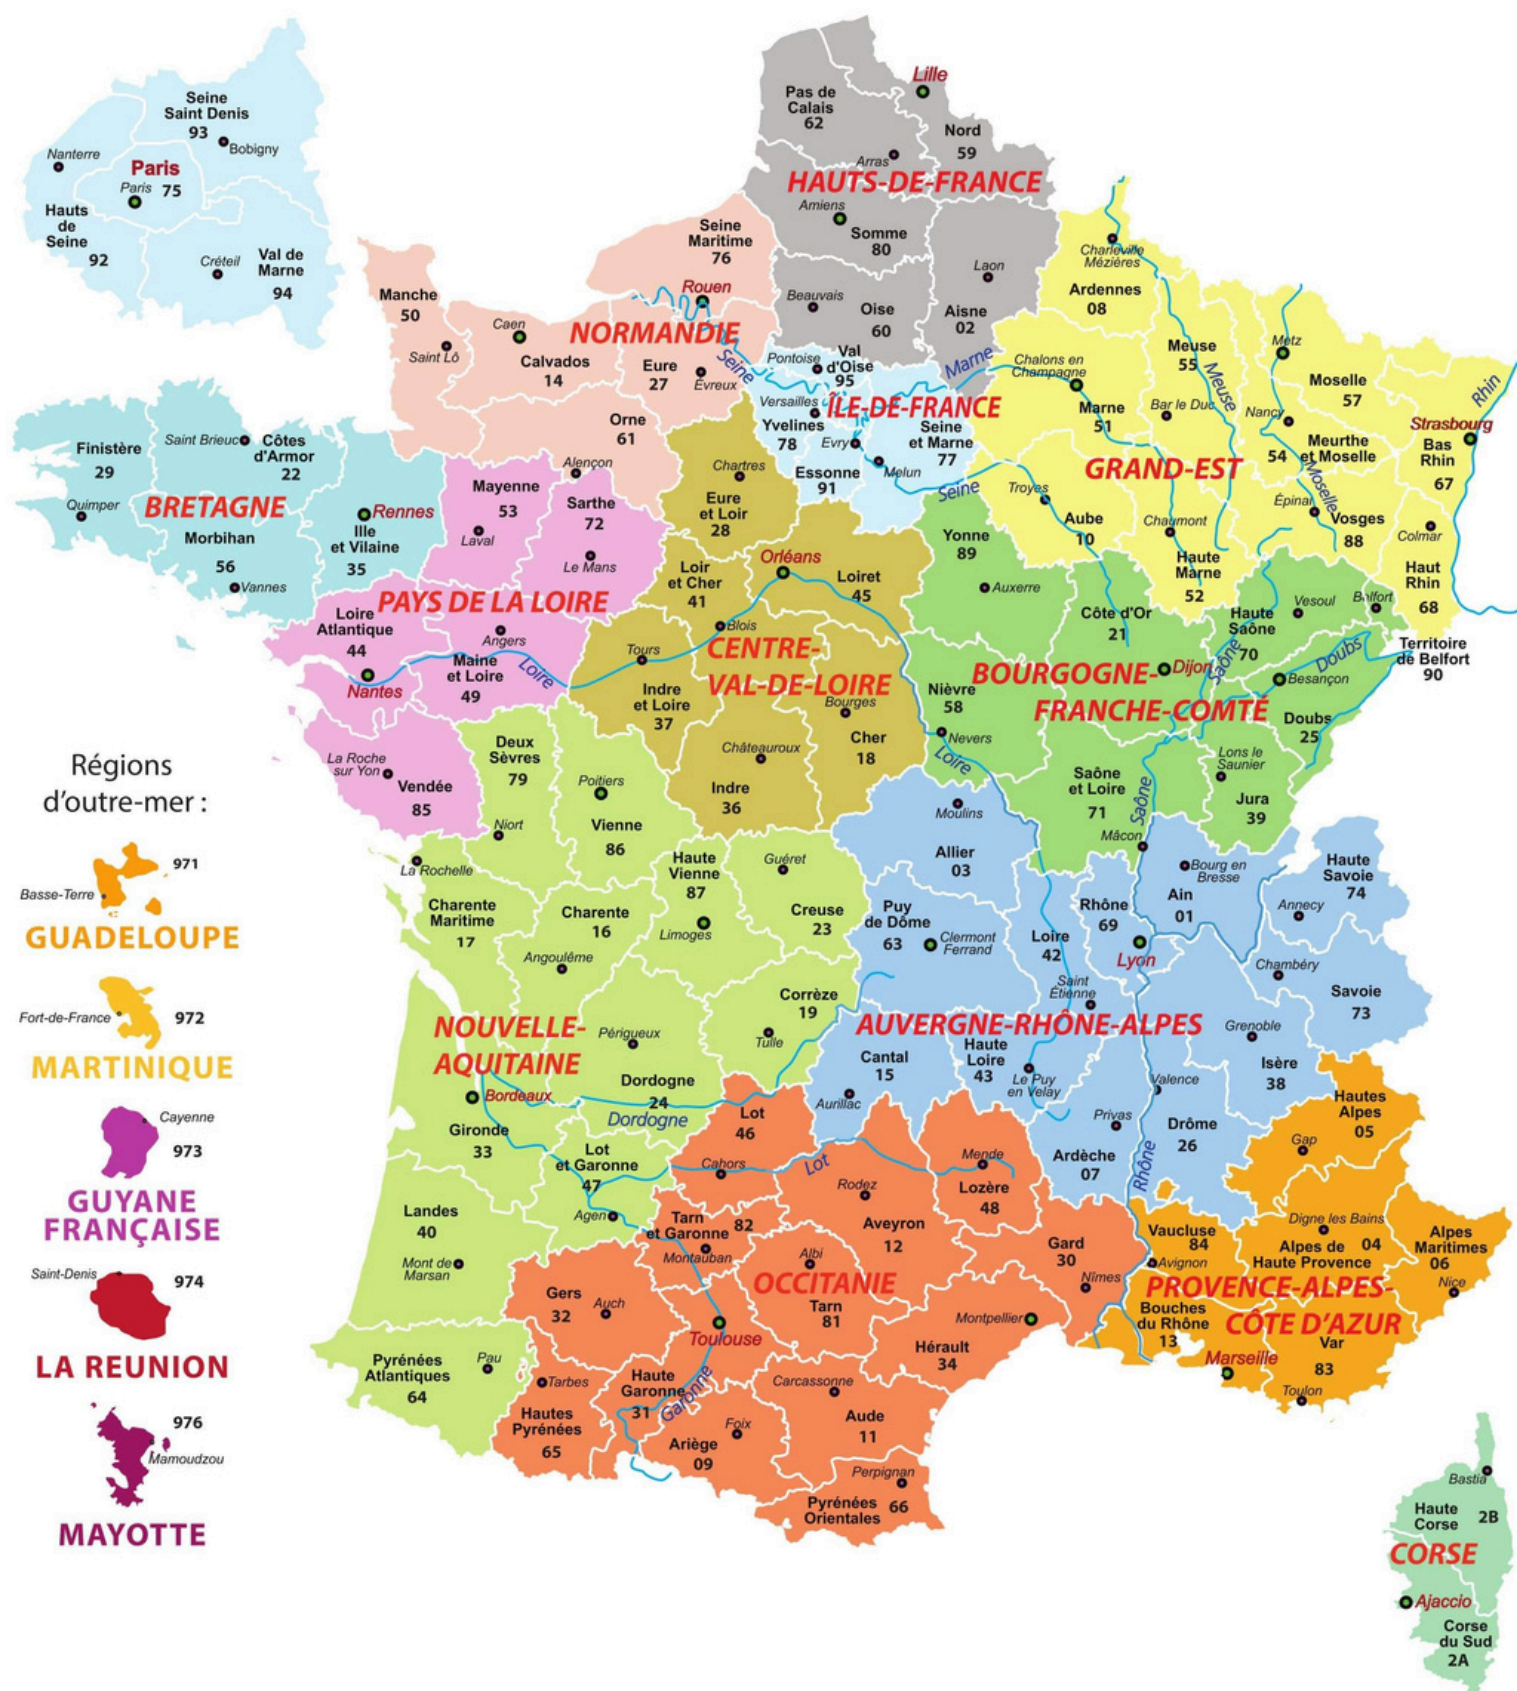 Seine
Saint Denis
93
Bobigny
Nanterre
Paris
Paris
75
Hauts
de
Seine
92
Créteil
Val de
Marne
94
Lille
Pas de
Calais
62
Nord
59
Arras
HAUTS-DE-FRANCE
Amiens
Somme
80
Laon
Beauvais
Oise
60
Aisne
02
Seine
Maritime
76
Rouen
Manche
50
Caen
Saint Lô
NORMANDIE
Calvados
14
Eure
27
Évreux
Seine
Orne
61
Alençon
Pontoise
Val
d'Oise
95
Marne
Versailles
ÎLE-DE-FRANCE
Yvelines
78
Seine
et Marne
77
Evry
Melun
Essonne
91
Seine
Charleville
Mézières
Ardennes
08
Chalons en
Champagne
Marne
51
Meuse
55
Meuse
Bar le Duc
Metz
Moselle
57
Nancy
Meurthe
et Moselle
54
Moselle
Rhin
Strasbourg
Bas
Rhin
67
GRAND-EST
Troyes
Aube
10
Chaumont
Haute
Marne
52
Épinal
Vosges
88
Colmar
Haut
Rhin
68
Finistère
29
Saint Brieuc
Côtes
d'Armor
22
Quimper
BRETAGNE
Rennes
Morbihan
56
Ille
et Vilaine
35
Vannes
Mayenne
53
Laval
Sarthe
72
Le Mans
PAYS DE LA LOIRE
Loire
Atlantique
44
Angers
Nantes
Maine
et Loire
49
Loire
La Roche
sur Yon
Vendée
85
Chartres
Eure
et Loir
28
Orléans
Loir
et Cher
41
Loiret
45
Blois
Tours
CENTRE-
VAL-DE-LOIRE
Indre
et Loire
37
Bourges
Cher
18
Châteauroux
Indre
36
Yonne
89
Auxerre
Côte d'Or
21
Haute
Saône
70
Vesoul
Belfort
Territoire
de Belfort
90
Dijon
Saône
Doubs
Besançon
BOURGOGNE-
FRANCHE-COMTÉ
Nièvre
58
Nevers
Loire
Doubs
25
Lons le
Saunier
Saône
et Loire
71
Saône
Jura
39
Mâcon
Deux
Sèvres
79
Poitiers
Niort
Vienne
86
La Rochelle
Haute
Vienne
87
Guéret
Charente
Maritime
17
Charente
16
Limoges
Creuse
23
Angoulême
Corrèze
19
Tulle
NOUVELLE-
AQUITAINE
Périgueux
Bordeaux
Dordogne
24
Dordogne
Gironde
33
Lot
et Garonne
47
Agen
Landes
40
Mont de
Marsan
Pyrénées
Atlantiques
64
Pau
Moulins
Allier
03
Bourg en
Bresse
Ain
01
Haute
Savoie
74
Annecy
Puy
de Dôme
63
Clermont
Ferrand
Loire
42
Rhône
69
Lyon
Saint
Étienne
Chambéry
Savoie
73
AUVERGNE-RHÔNE-ALPES
Grenoble
Isère
38
Cantal
15
Aurillac
Haute
Loire
43
Le Puy
en Velay
Valence
Privas
Ardèche
07
Drôme
26
Rhône
Lot
46
Cahors
Lot
Mende
Lozère
48
Rodez
Aveyron
12
Tarn
et Garonne
82
Montauban
Albi
OCCITANIE
Tarn
81
Gard
30
Nîmes
Gers
32
Auch
Toulouse
Montpellier
Hérault
34
Tarbes
Haute
Garonne
31
Garonne
Carcassonne
Aude
11
Hautes
Pyrénées
65
Foix
Ariège
09
Perpignan
Pyrénées
Orientales
66
Hautes
Alpes
05
Gap
Vaucluse
84
Avignon
Digne les Bains
Alpes de
Haute Provence
04
Alpes
Maritimes
06
Nice
PROVENCE-ALPES-
CÔTE D'AZUR
Bouches
du Rhône
13
Marseille
Var
83
Toulon
Bastia
Haute
Corse
2B
CORSE
Ajaccio
Corse
du Sud
2A
Régions
d'outre-mer :
971
Basse-Terre
GUADELOUPE
Fort-de-France
972
MARTINIQUE
Cayenne
973
GUYANE
FRANÇAISE
Saint-Denis
974
LA REUNION
976
Mamoudzou
MAYOTTE